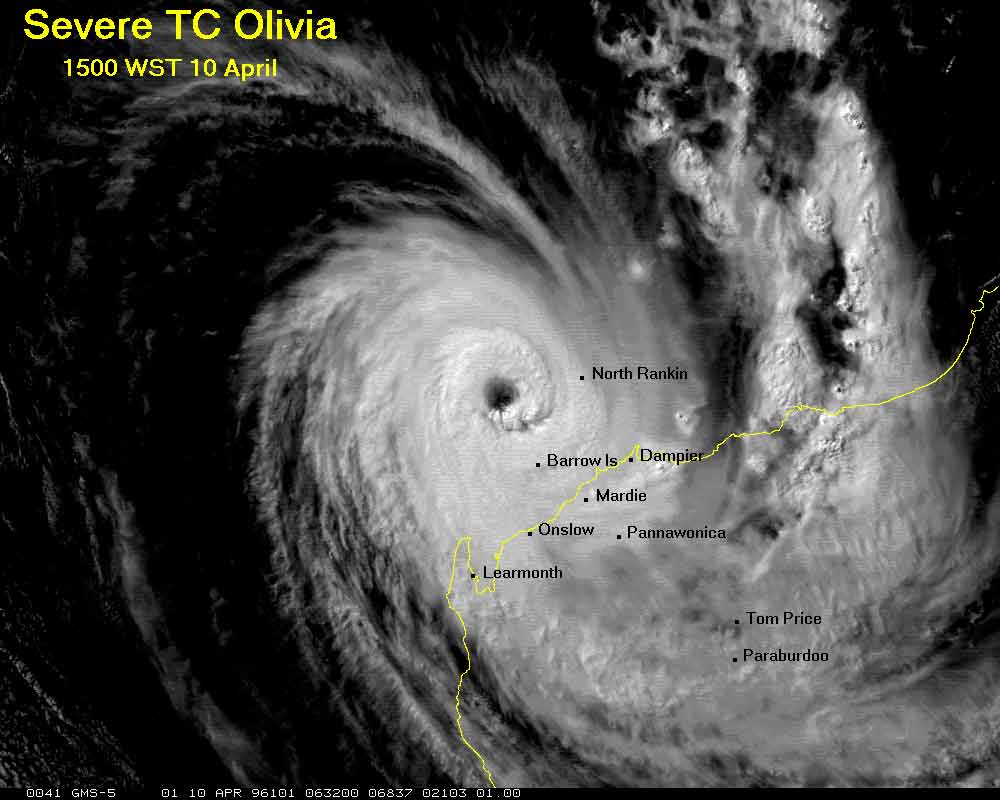 Severe TC Olivia
1500 WST 10 April
North Rankin
Barrow Is
Dampier
Mardie
Onslow
Pannawonica
Learmonth
Tom Price
Paraburdoo
0041 GMS-5 01 10 APR 96101 063200 06837 02103 01.00